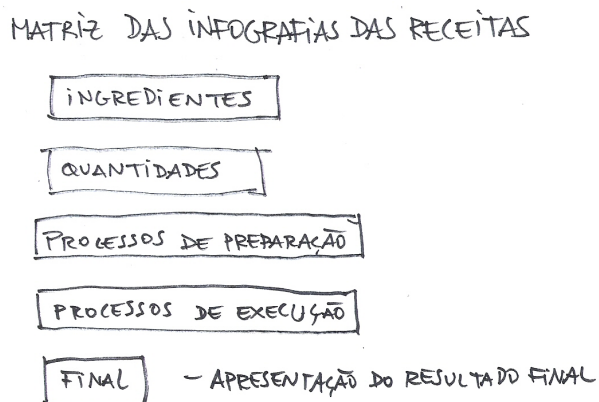 MATRIZ DAS INFOGRAFIAS DAS RECEITAS
INGREDIENTES
QUANTIDADES
PROCESSOS DE PREPARAÇÃO
PROCESSOS DE EXECUÇÃO
FINAL - APRESENTAÇÃO DO RESULTADO FINAL